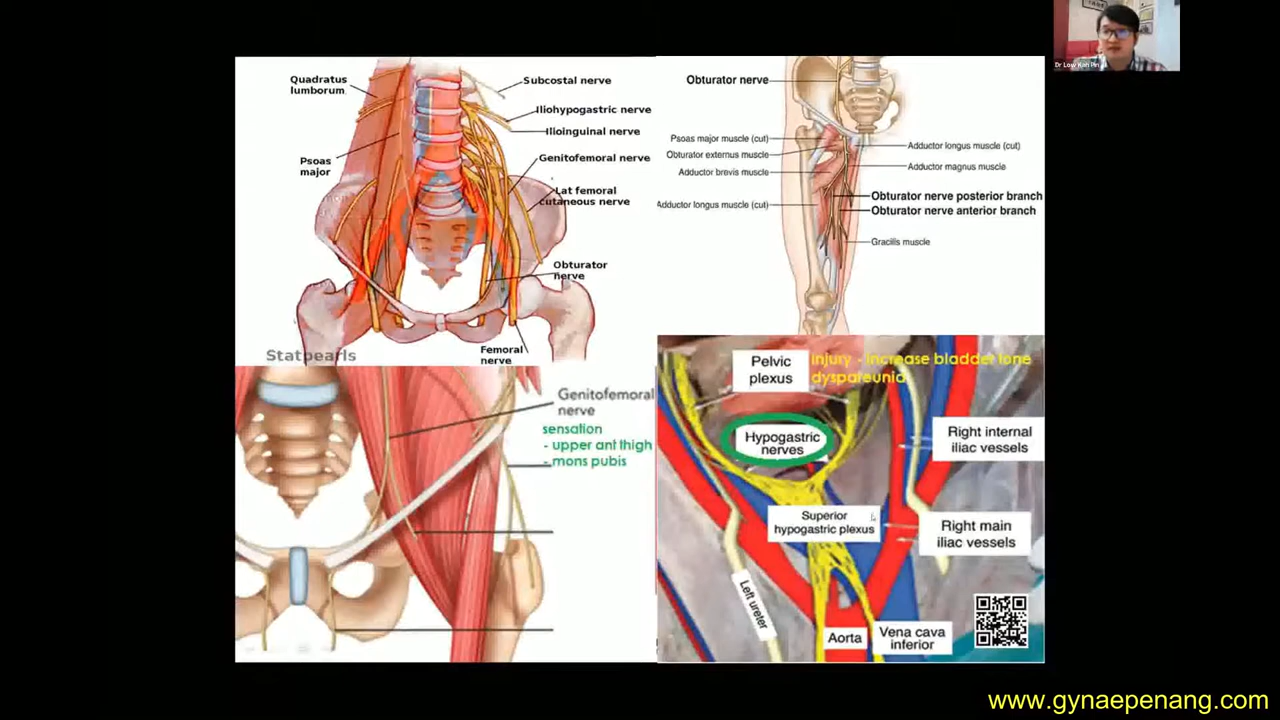 Dr Low Kah Pin
Quadratus
lumborum
Psoas
major
Subcostal nerve
Iliohypogastric nerve
Ilioinguinal nerve
Genitofemoral nerve
Lat femoral
cutaneous nerve
Obturator
nerve
Femoral
nerve
Statpearls
Obturator nerve
Psoas major muscle (cut)
Obturator externus muscle
Adductor brevis muscle
Adductor longus muscle (cut)
Adductor longus muscle (cut)
Adductor magnus muscle
Obturator nerve posterior branch
Obturator nerve anterior branch
Gracilis muscle
Genitofemoral
nerve
sensation
- upper ant thigh
- mons pubis
Pelvic
plexus
injury - increase bladder tone
dyspareunia
Hypogastric
nerves
Right internal
iliac vessels
Superior
hypogastric plexus
Right main
iliac vessels
Left ureter
Aorta
Vena cava
inferior
www.gynaepenang.com